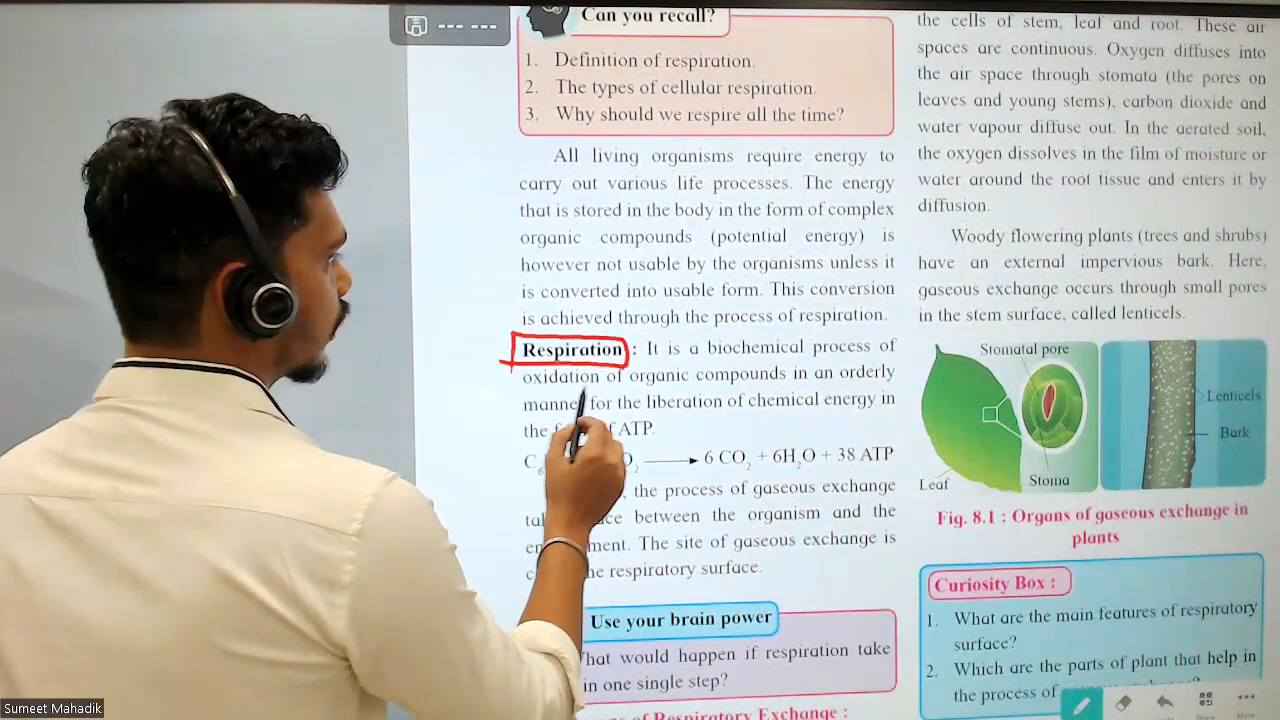 Can you recall?
1. Definition of respiration.
2. The types of cellular respiration.
3. Why should we respire all the time?
All living organisms require energy to
carry out various life processes. The energy
that is stored in the body in the form of complex
organic compounds (potential energy) is
however not usable by the organisms unless it
is converted into usable form. This conversion
is achieved through the process of respiration.
Respiration : It is a biochemical process of
oxidation of organic compounds in an orderly
manner for the liberation of chemical energy in
the ATP.
6 CO2 + 6H2O + 38 ATP
the process of gaseous exchange
between the organism and the
The site of gaseous exchange is
respiratory surface.
Use your brain power
What would happen if respiration take
in one single step?
of Respiratory Exchange :
the cells of stem, leaf and root. These air
spaces are continuous. Oxygen diffuses into
the air space through stomata (the pores on
leaves and young stems), carbon dioxide and
water vapour diffuse out. In the aerated soil,
the oxygen dissolves in the film of moisture or
water around the root tissue and enters it by
diffusion.
Woody flowering plants (trees and shrubs)
have an external impervious bark. Here,
gaseous exchange occurs through small pores
in the stem surface, called lenticels.
Stomatal pore
Lenticels
Bark
Leaf
Stoma
Fig. 8.1 : Organs of gaseous exchange in
plants
Curiosity Box :
1. What are the main features of respiratory
surface?
2. Which are the parts of plant that help in
the process of
Sumeet Mahadik